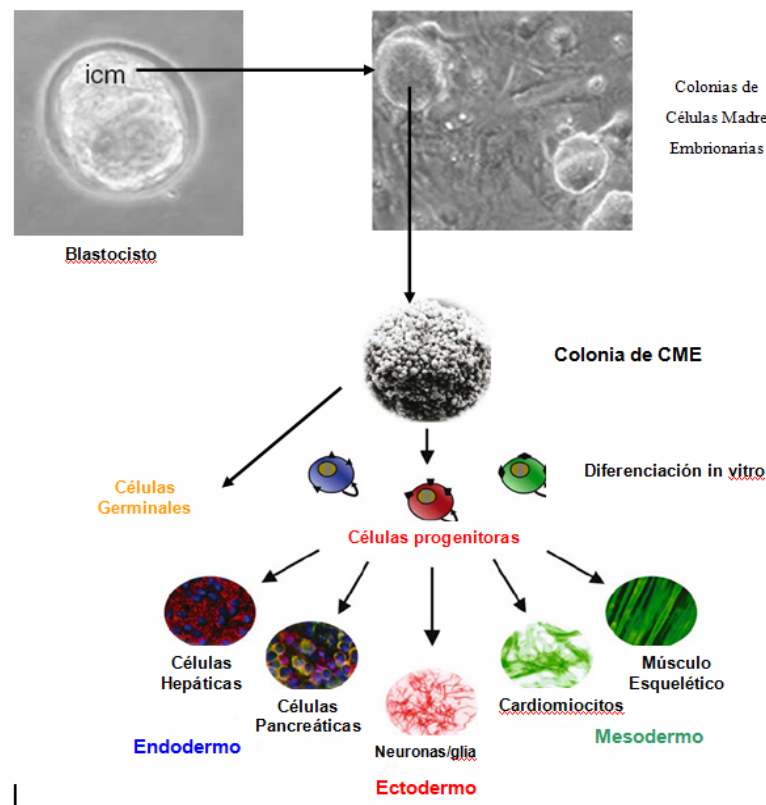 icm
Colonias de
Células Madre
Embrionarias
Blastocisto
Colonia de CME
Diferenciación in vitro
Células
Germinales
Células progenitoras
Células
Hepáticas
Células
Pancreáticas
Neuronas/glia
Cardiomiocitos
Músculo
Esquelético
Endodermo
Ectodermo
Mesodermo